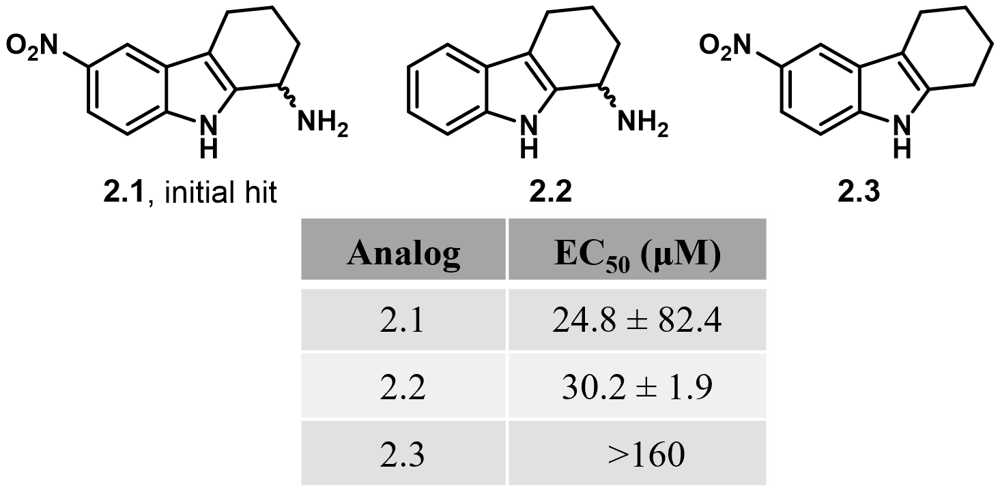 O₂N NH₂ N H
NH₂ N H
O₂N N H
2.1, initial hit
2.2
2.3
Analog EC₅₀ (μM)
2.1 24.8 ± 82.4
2.2 30.2 ± 1.9
2.3 >160